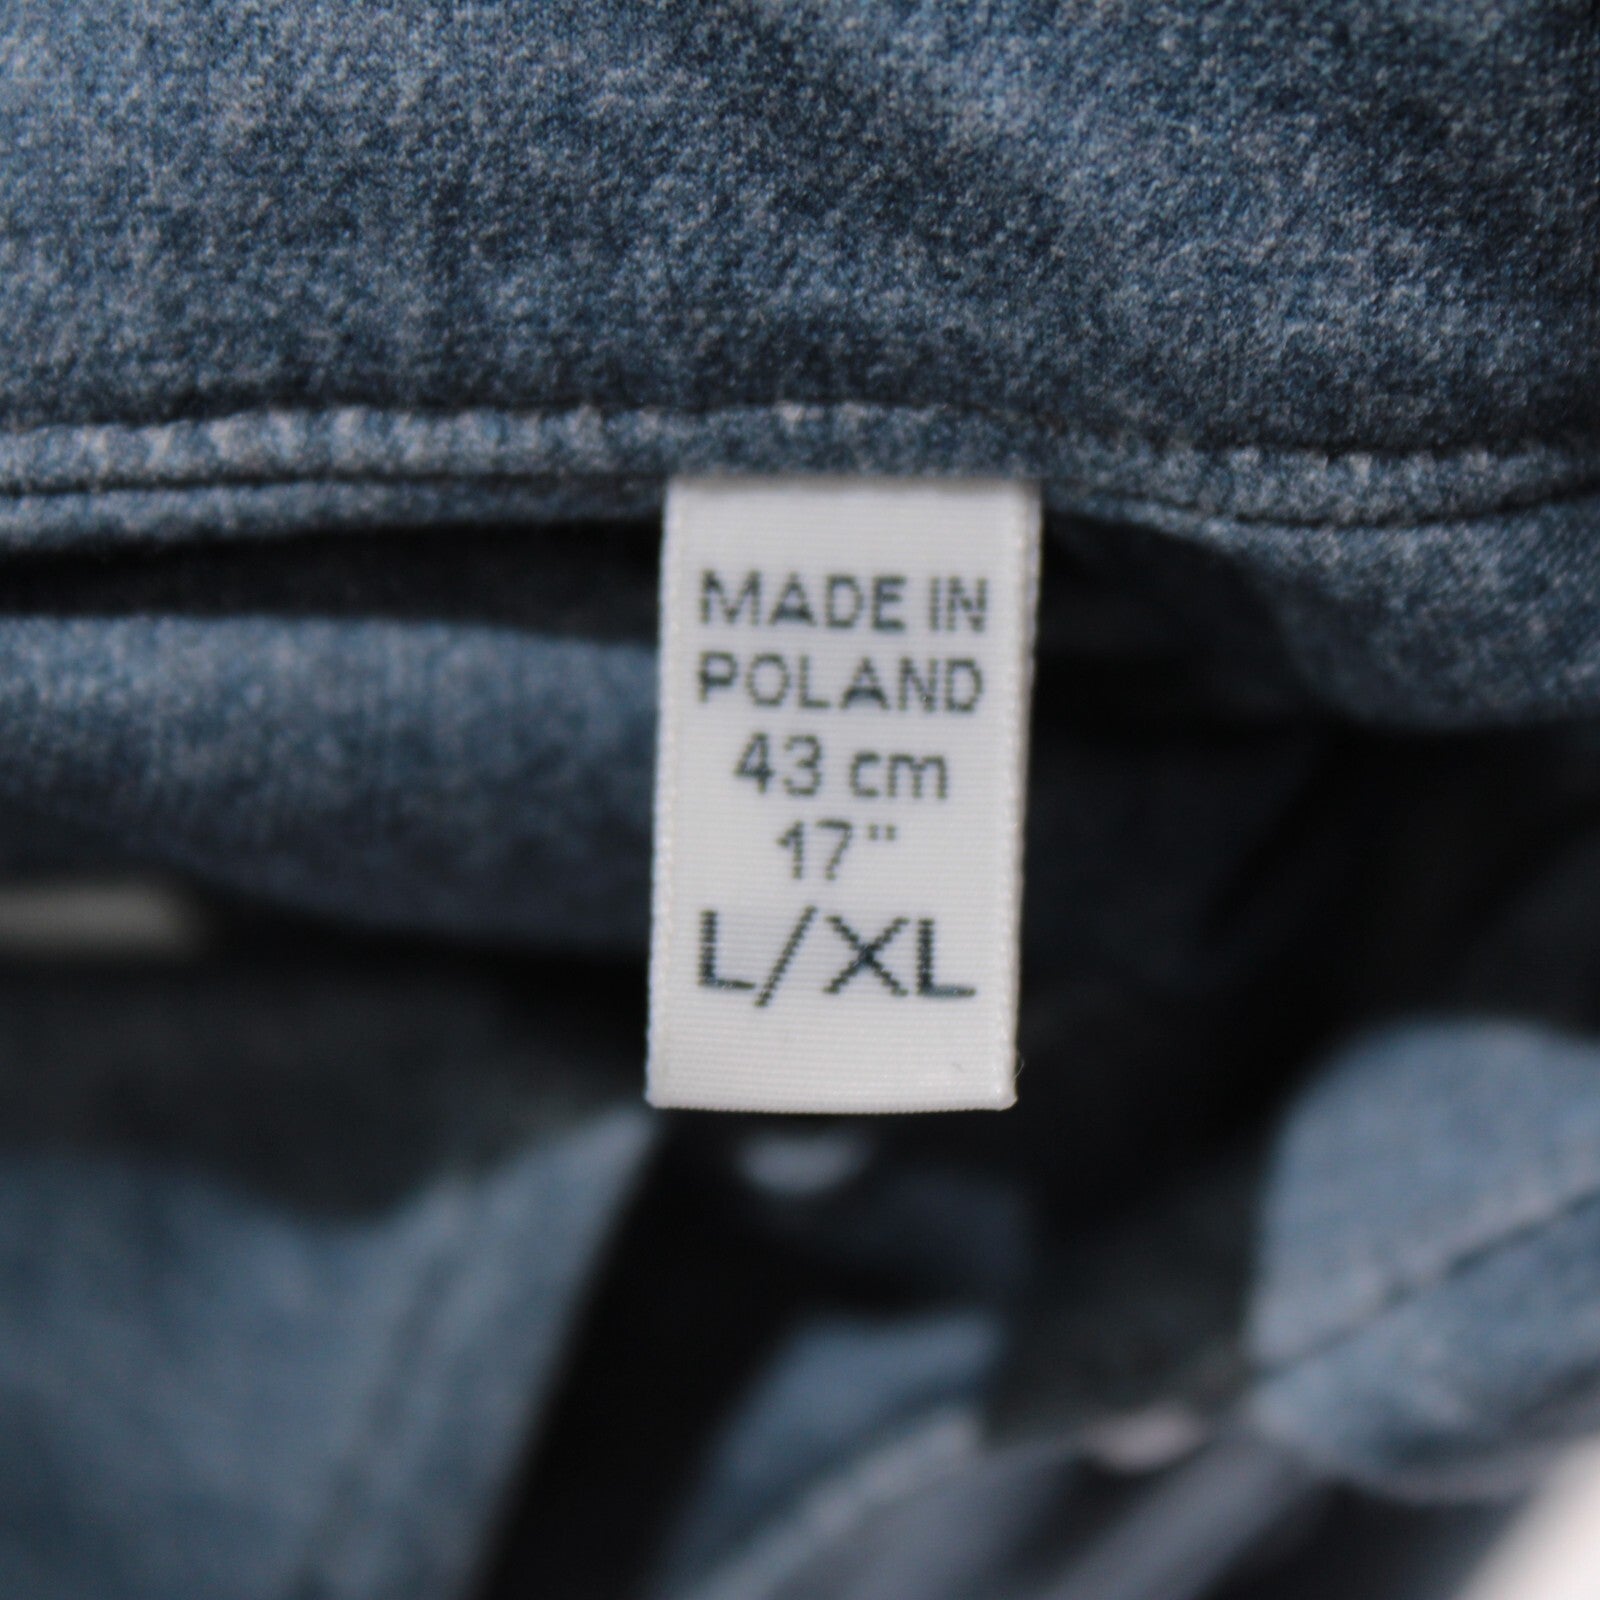 MADE IN
POLAND
43 cm
17"
L/XL